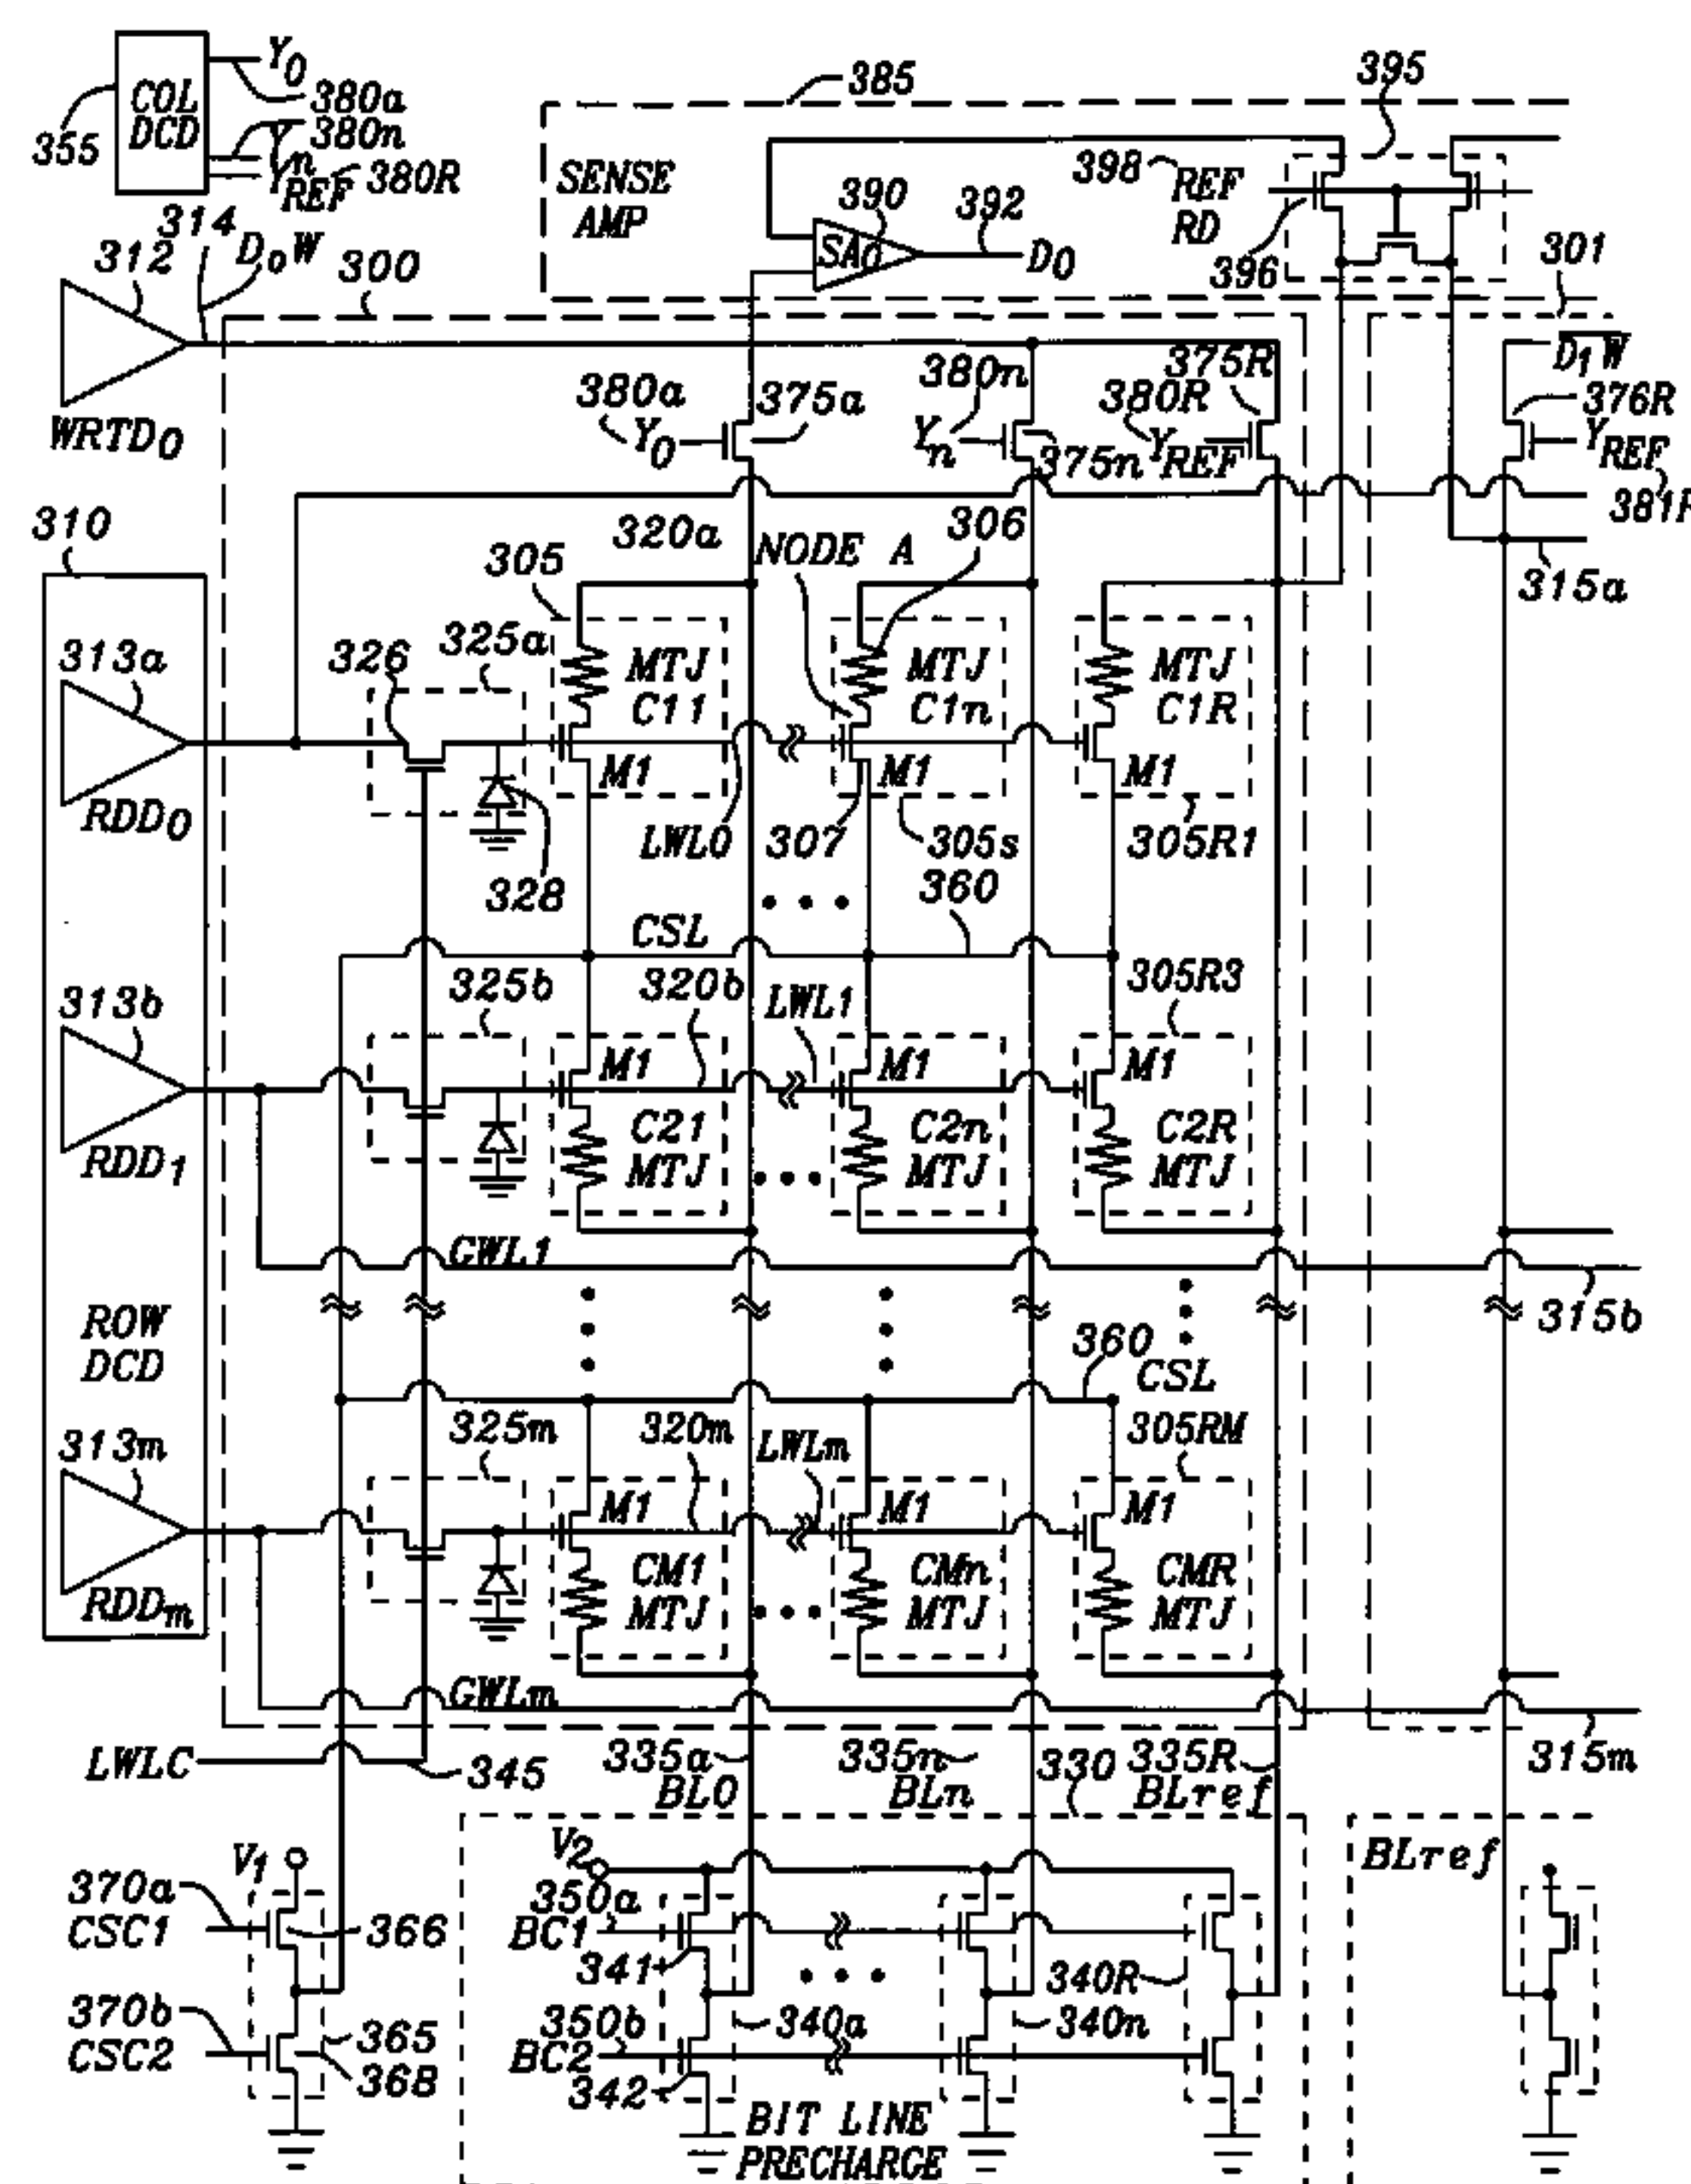 COL DCD
355
Y0
380a
380n
Yn
YREF 380R
385
395
SENSE AMP
390
392
SA0
D0
398 REF RD
396
301
314
312
D0W
300
WRTD0
380a
Y0
375a
380n
Yn
375n
380R
YREF
375R
D1W
376R
YREF
381R
310
320a
305
NODE A
306
315a
313a
326
325a
MTJ C11
MTJ C1n
MTJ C1R
RDD0
M1
M1
M1
328
LWL0
307
305s
305R1
360
CSL
325b
320b
LWL1
305R3
313b
M1
M1
M1
RDD1
C21 MTJ
C2n MTJ
C2R MTJ
GWL1
315b
ROW DCD
360
CSL
325m
320m
LWLm
305RM
313m
M1
M1
M1
RDDm
CM1 MTJ
CMn MTJ
CMR MTJ
GWLm
315m
LWLC
345
335a
BL0
335n
BLn
330
335R
BLref
V1
V2
BLref
370a
CSC1
366
350a
BC1
341
340R
370b
CSC2
365
368
350b
BC2
342
340a
340n
BIT LINE
PRECHARGE